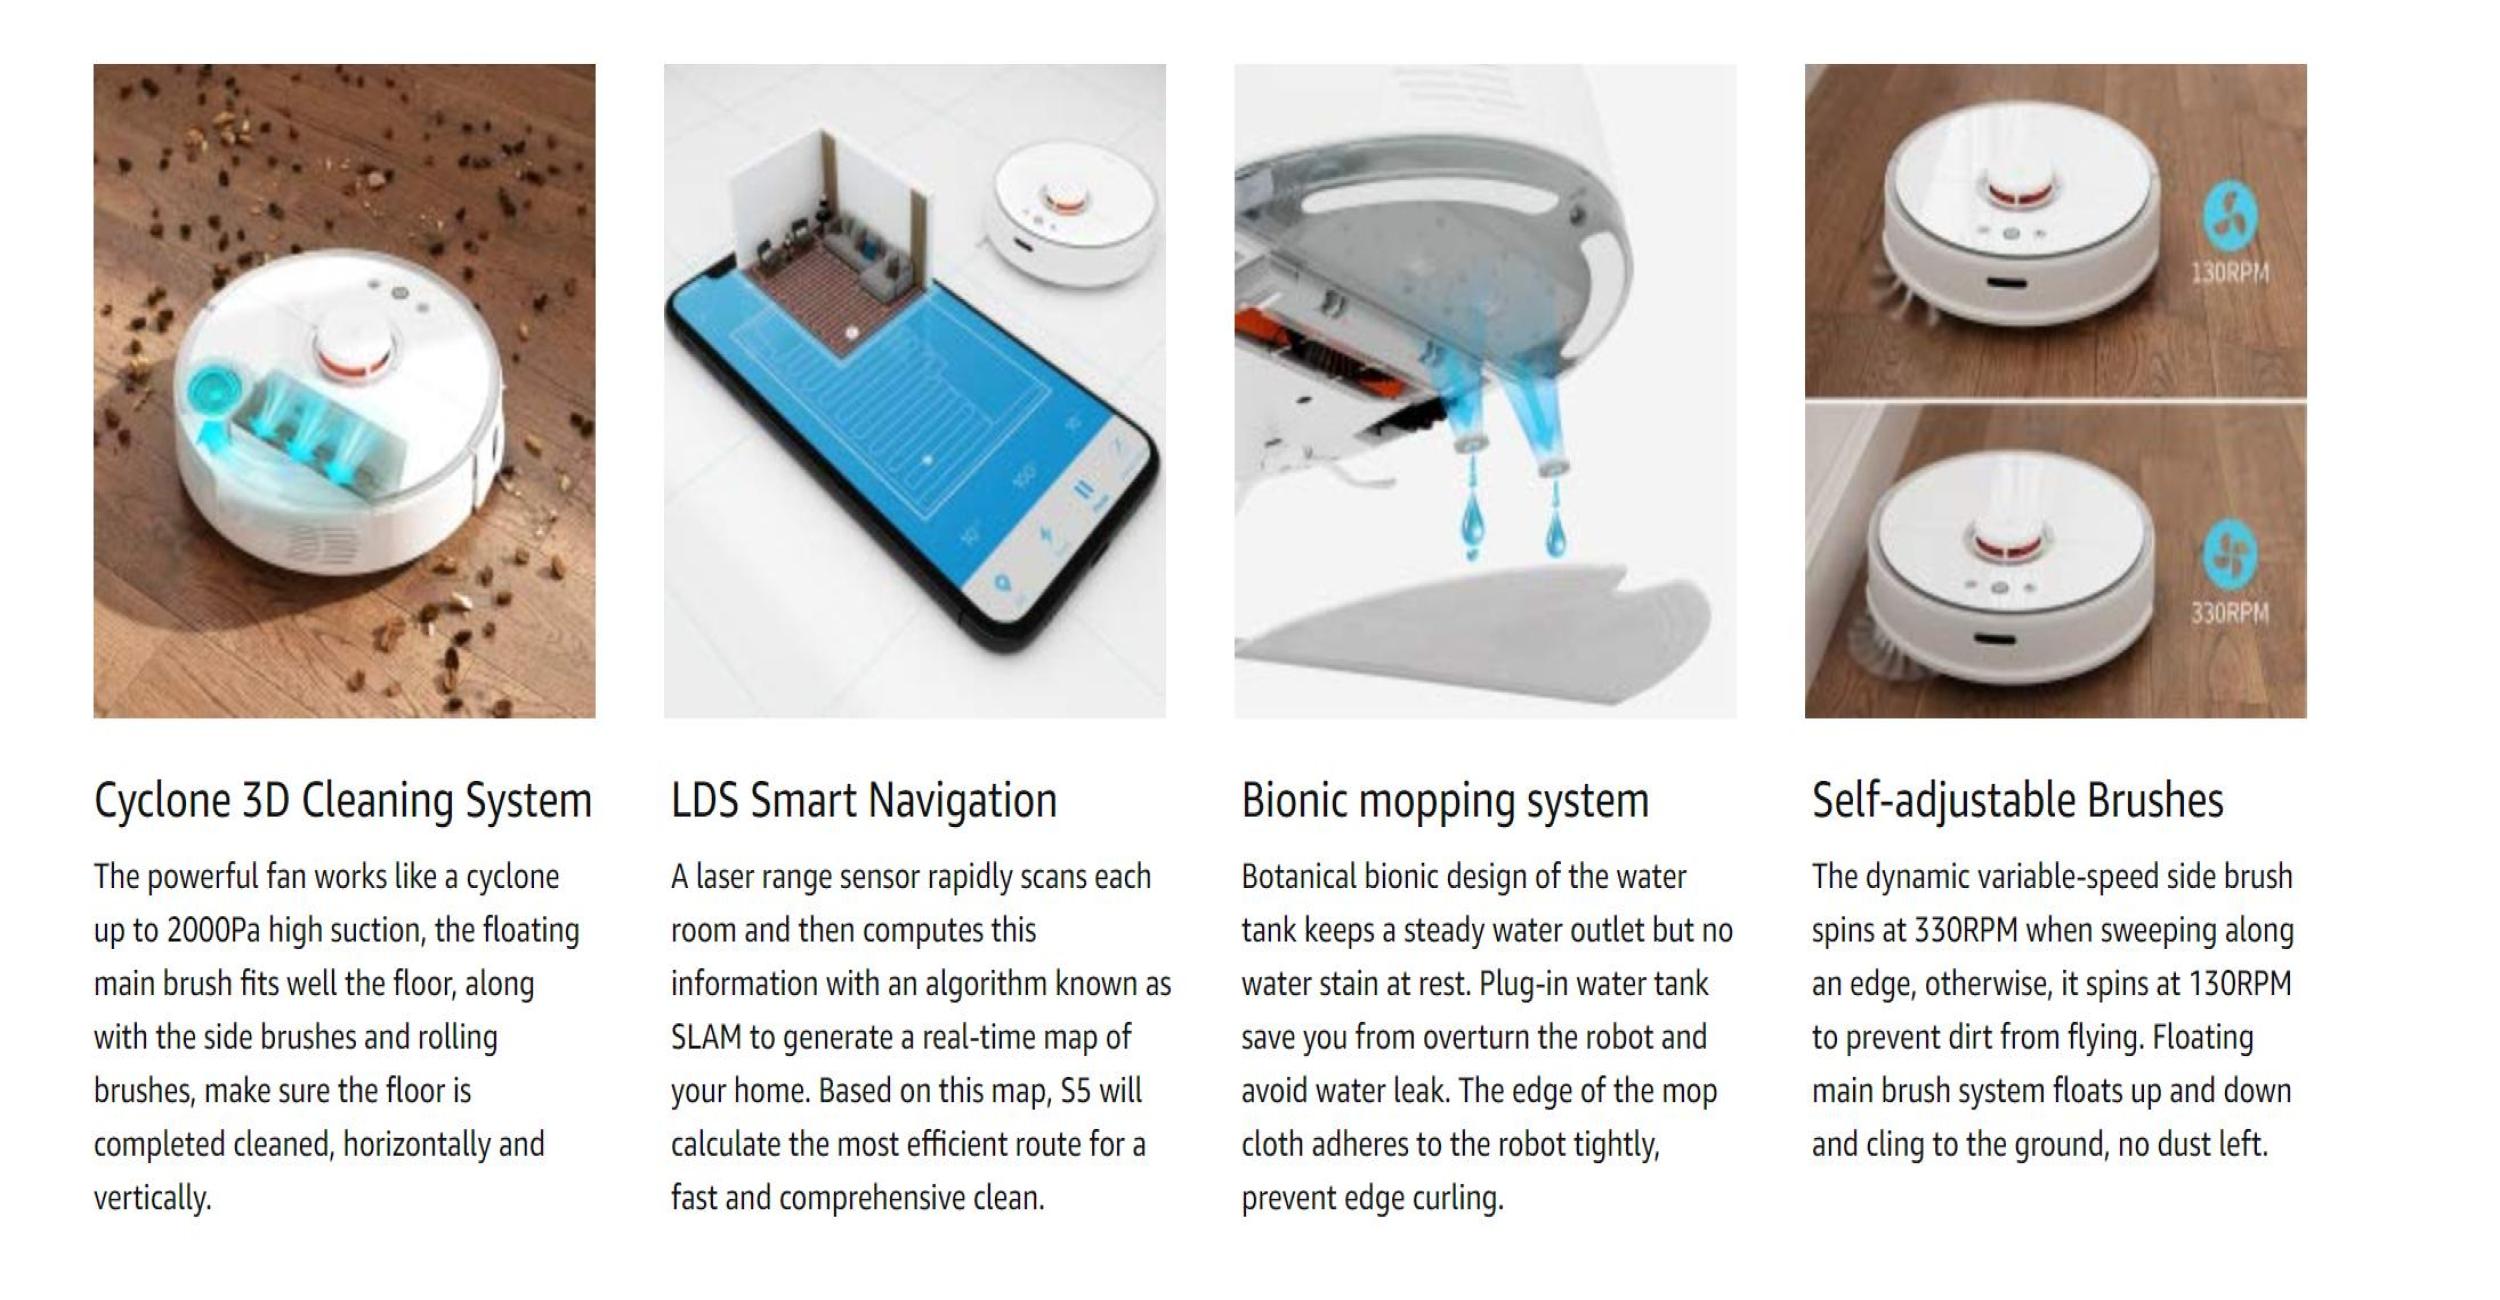 130RPM
330RPM
Cyclone 3D Cleaning System
The powerful fan works like a cyclone
up to 2000Pa high suction, the floating
main brush fits well the floor, along
with the side brushes and rolling
brushes, make sure the floor is
completed cleaned, horizontally and
vertically.
LDS Smart Navigation
A laser range sensor rapidly scans each
room and then computes this
information with an algorithm known as
SLAM to generate a real-time map of
your home. Based on this map, S5 will
calculate the most efficient route for a
fast and comprehensive clean.
Bionic mopping system
Botanical bionic design of the water
tank keeps a steady water outlet but no
water stain at rest. Plug-in water tank
save you from overturn the robot and
avoid water leak. The edge of the mop
cloth adheres to the robot tightly,
prevent edge curling.
Self-adjustable Brushes
The dynamic variable-speed side brush
spins at 330RPM when sweeping along
an edge, otherwise, it spins at 130RPM
to prevent dirt from flying. Floating
main brush system floats up and down
and cling to the ground, no dust left.